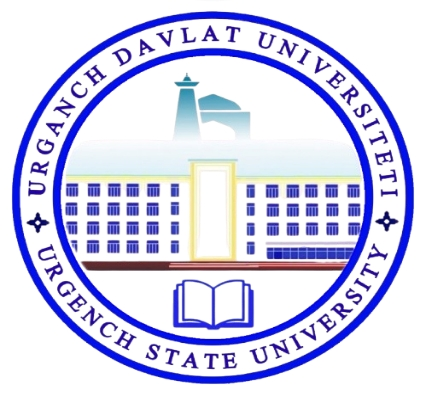 URGANCH DAVLAT UNIVERSITETI
URGENCH STATE UNIVERSITY